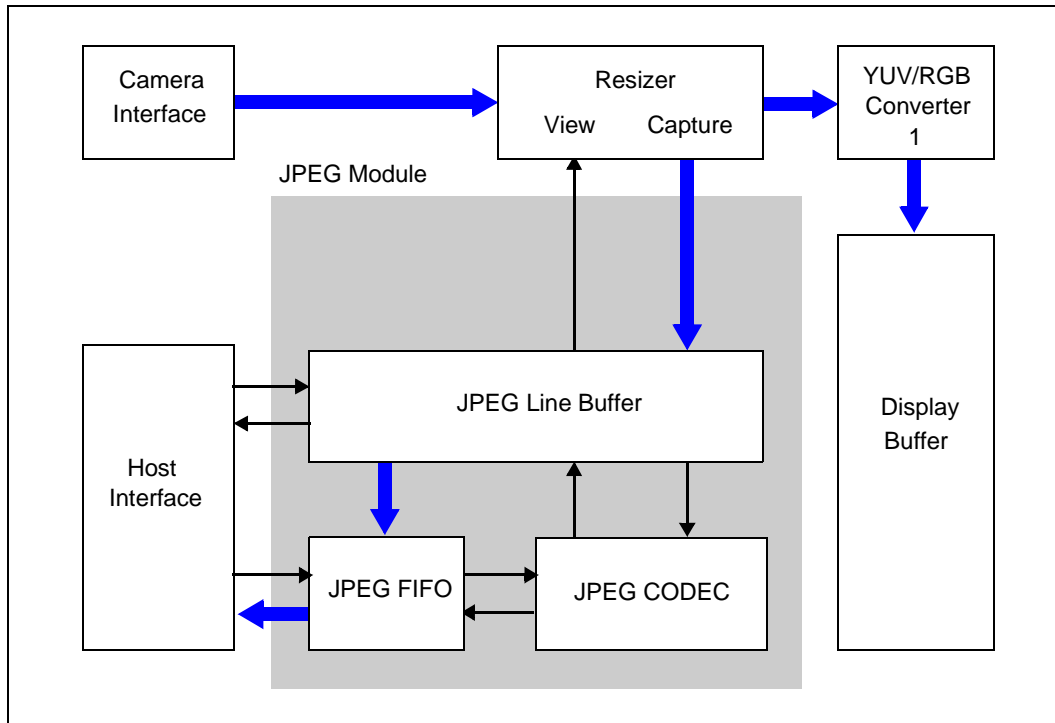 Camera
Interface
Resizer
View Capture
YUV/RGB
Converter
1
JPEG Module
JPEG Line Buffer
Host
Interface
Display
Buffer
JPEG FIFO
JPEG CODEC